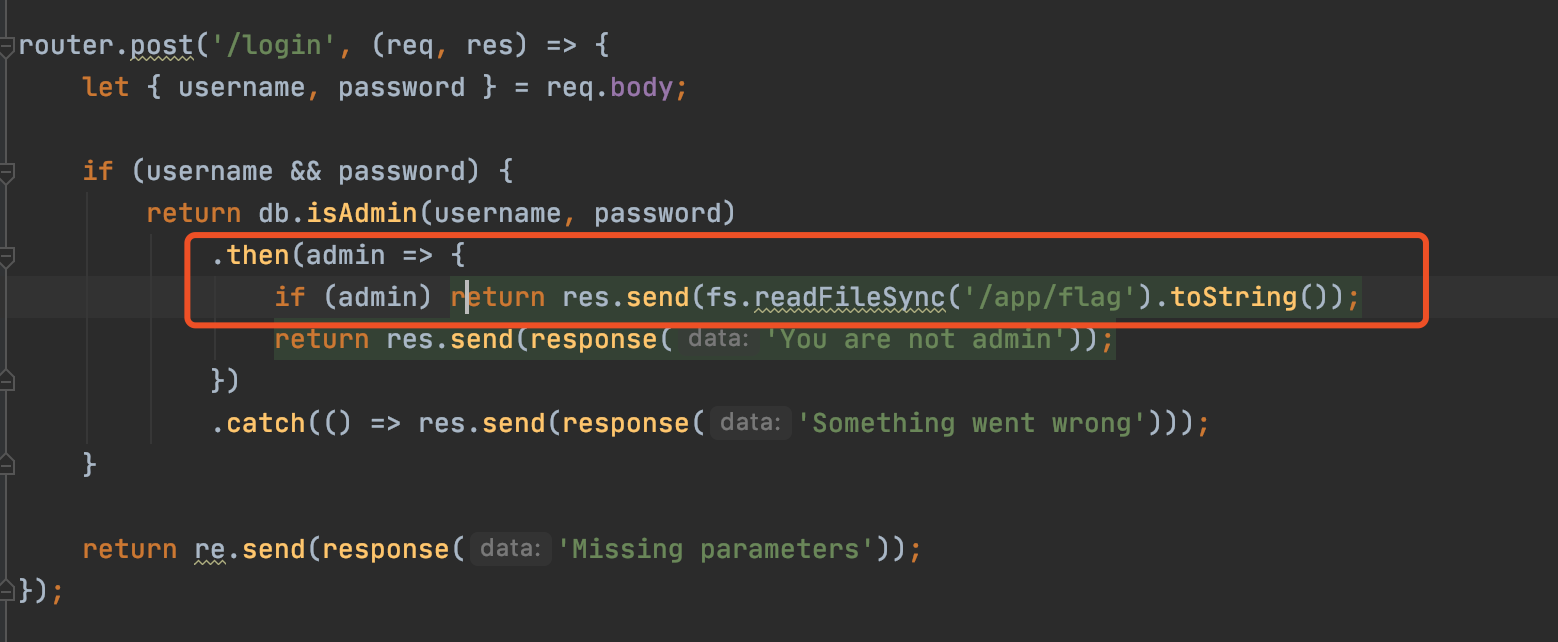 router.post('/login', (req, res) => {
let { username, password } = req.body;
if (username && password) {
return db.isAdmin(username, password)
.then(admin => {
if (admin) return res.send(fs.readFileSync('/app/flag').toString());
return res.send(response( data: 'You are not admin'));
})
.catch(() => res.send(response( data: 'Something went wrong')));
}
return re.send(response( data: 'Missing parameters'));
});